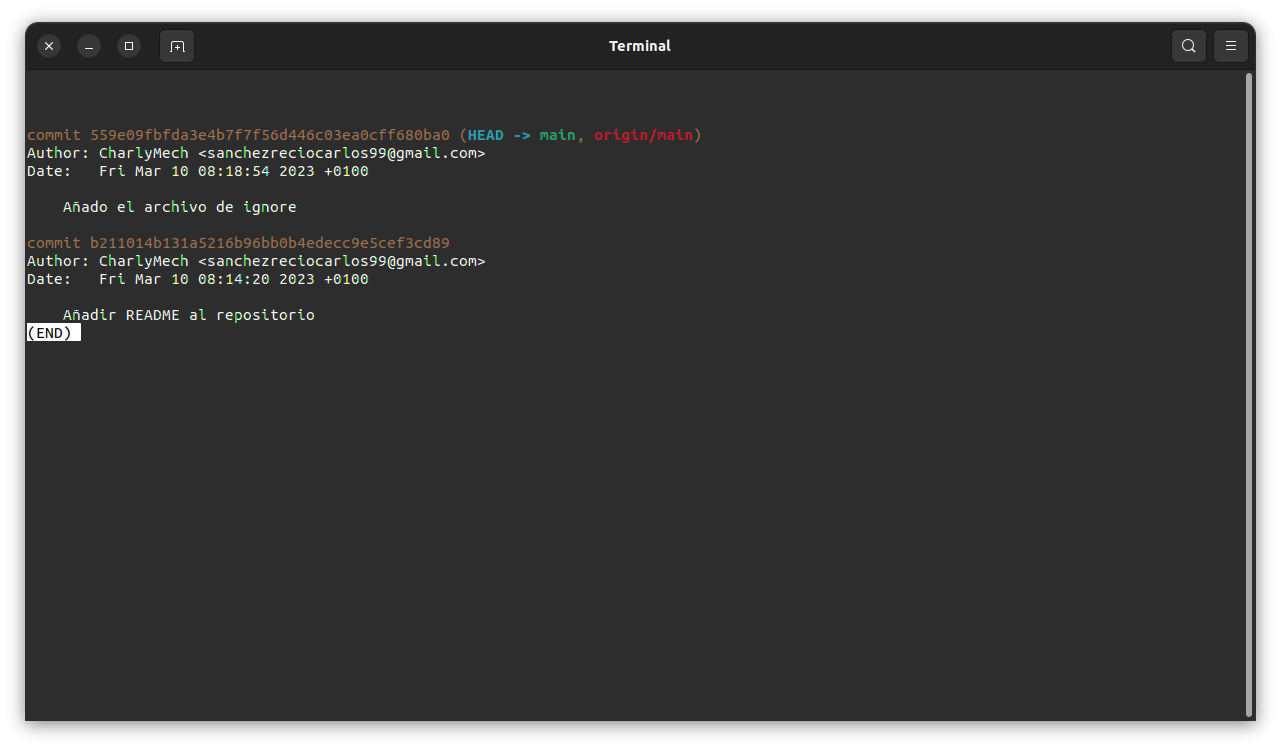 Terminal
commit 559e09fbfda3e4b7f7f56d446c03ea0cff680ba0 (HEAD -> main, origin/main)
Author: CharlyMech <sanchezreciocarlos99@gmail.com>
Date:   Fri Mar 10 08:18:54 2023 +0100
    Añado el archivo de ignore
commit b211014b131a5216b96bb0b4edecc9e5cef3cd89
Author: CharlyMech <sanchezreciocarlos99@gmail.com>
Date:   Fri Mar 10 08:14:20 2023 +0100
    Añadir README al repositorio
(END)